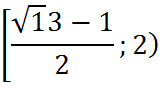 [(√13 − 1)/2 ; 2)